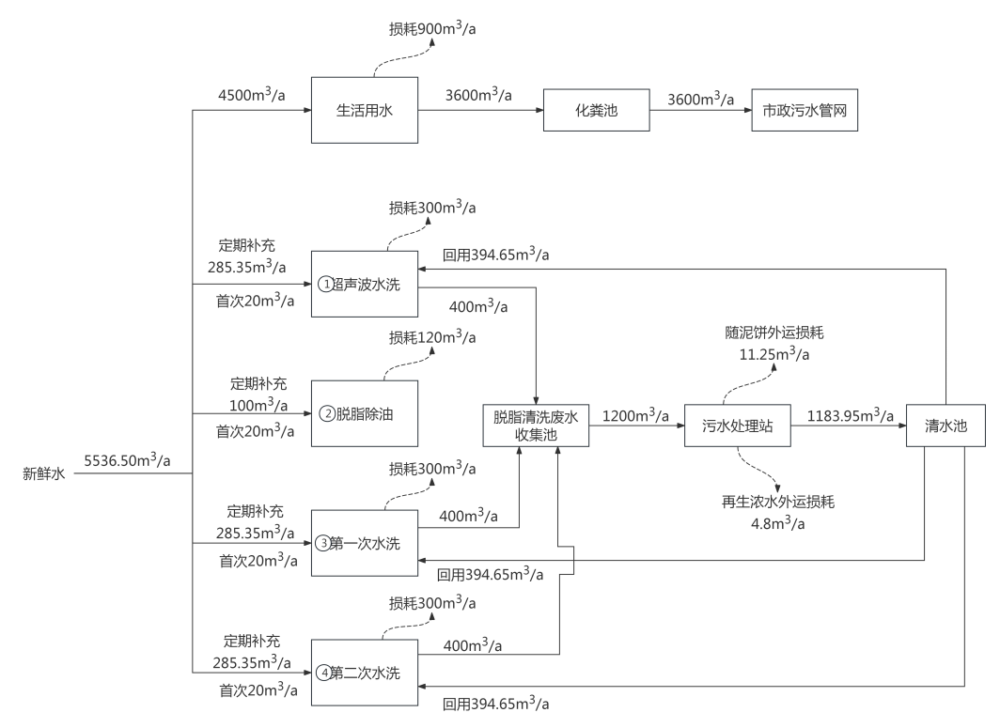 损耗900m³/a
4500m³/a
生活用水
3600m³/a
化粪池
3600m³/a
市政污水管网
损耗300m³/a
定期补充
285.35m³/a
首次20m³/a
①超声波水洗
回用394.65m³/a
400m³/a
损耗120m³/a
定期补充
100m³/a
首次20m³/a
②脱脂除油
脱脂清洗废水
收集池
1200m³/a
随泥饼外运损耗
11.25m³/a
污水处理站
1183.95m³/a
清水池
再生浓水外运损耗
4.8m³/a
新鲜水
5536.50m³/a
损耗300m³/a
定期补充
285.35m³/a
首次20m³/a
③第一次水洗
400m³/a
回用394.65m³/a
损耗300m³/a
定期补充
285.35m³/a
首次20m³/a
④第二次水洗
400m³/a
回用394.65m³/a